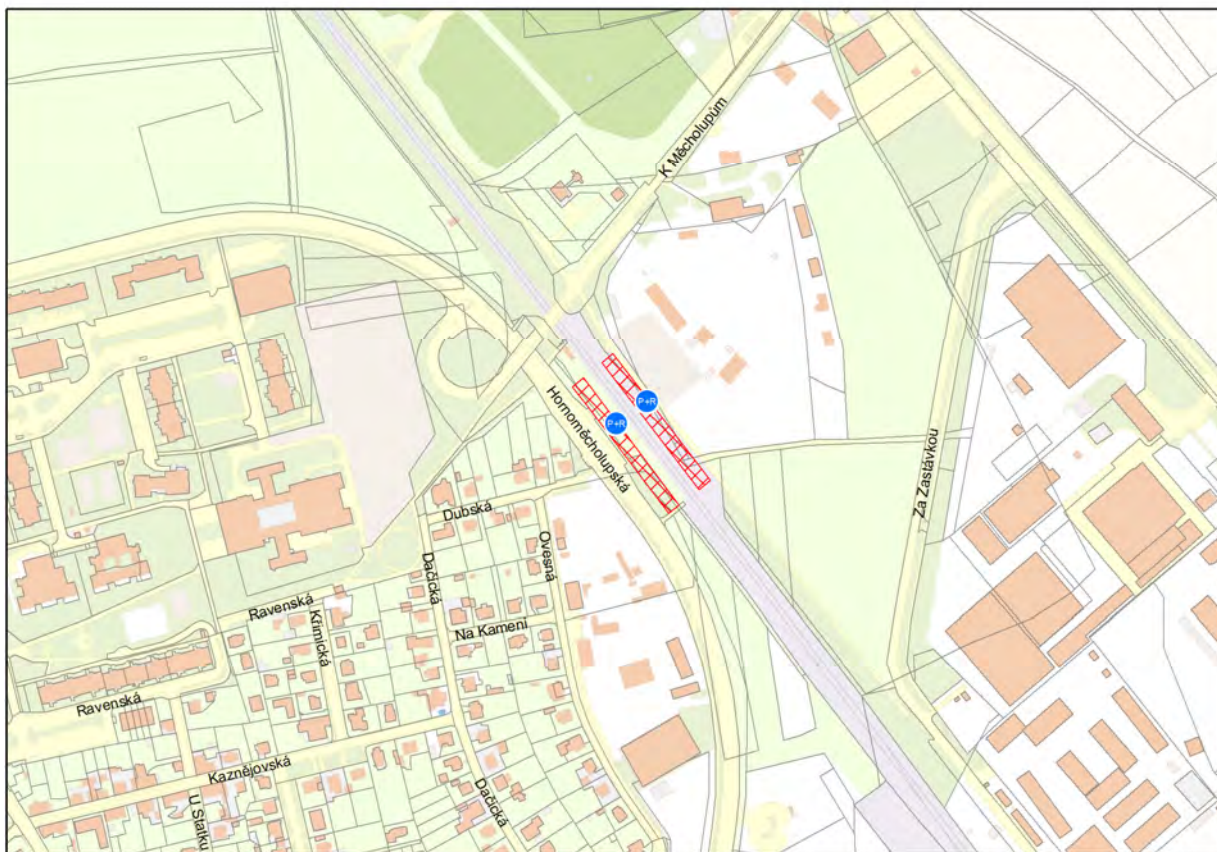 K Měcholupům
P+R
P+R
Hornoměcholupská
Za Zastávkou
Dubská
Ovesná
Dačická
Ravenská
Křimická
Na Kameni
Ravenská
Kaznějovská
Dačická
U Statku